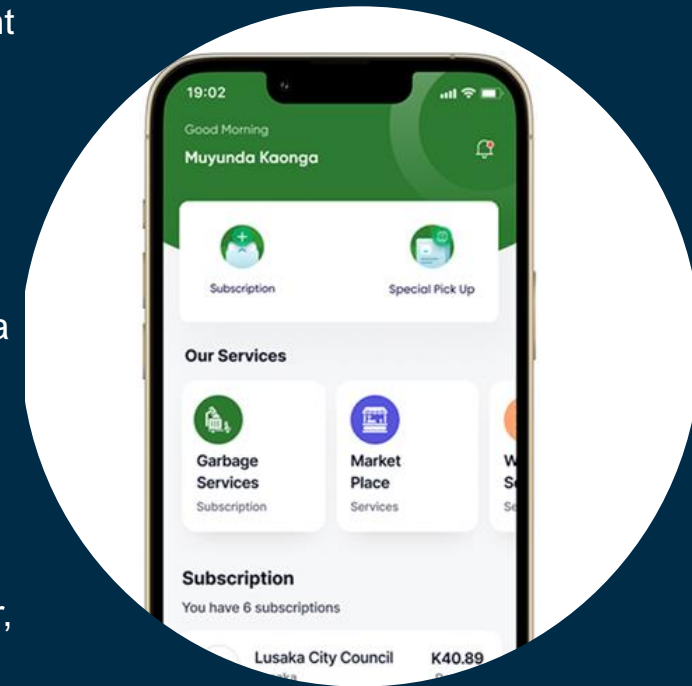 19:02
Good Morning
Muyunda Kaonga
Subscription
Special Pick Up
Our Services
Garbage
Services
Subscription
Market
Place
Services
Subscription
You have 6 subscriptions
Lusaka City Council K40.89